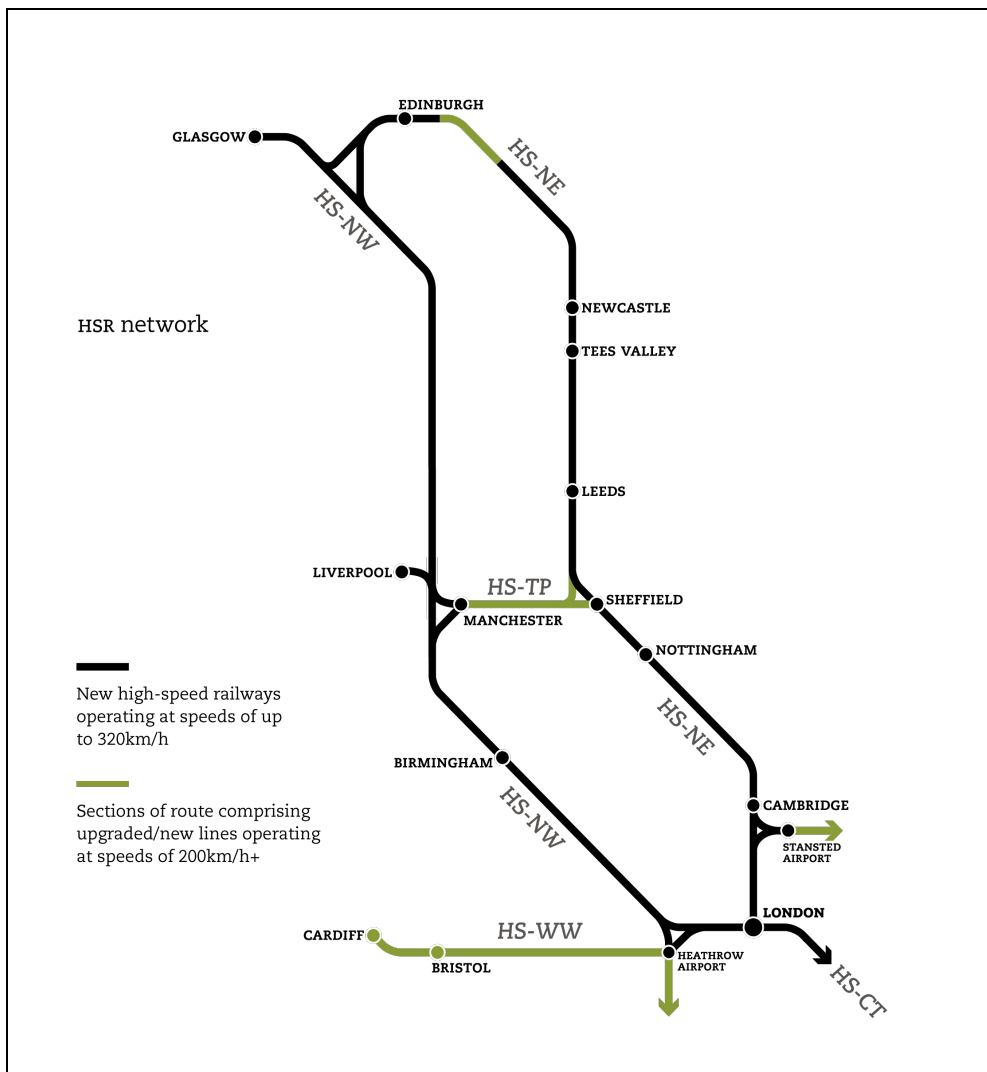 EDINBURGH
GLASGOW
HS-NE
HS-NW
NEWCASTLE
HSR network
TEES VALLEY
LEEDS
LIVERPOOL
HS-TP
SHEFFIELD
MANCHESTER
NOTTINGHAM
New high-speed railways
operating at speeds of up
to 320km/h
HS-NE
BIRMINGHAM
HS-NW
CAMBRIDGE
Sections of route comprising
upgraded/new lines operating
at speeds of 200km/h+
STANSTED
AIRPORT
LONDON
CARDIFF
HS-WW
BRISTOL
HEATHROW
AIRPORT
HS-CT